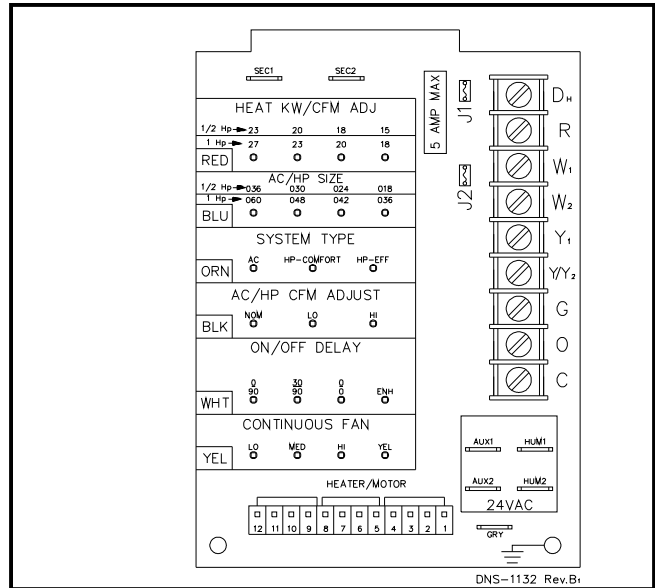 SEC1 SEC2
HEAT KW/CFM ADJ
1/2 Hp 23 20 18 15
1 Hp 27 23 20 18
RED
AC/HP SIZE
1/2 Hp 036 030 024 018
1 Hp 060 048 042 036
BLU
SYSTEM TYPE
AC HP-COMFORT HP-EFF
ORN
AC/HP CFM ADJUST
NOM LO HI
BLK
ON/OFF DELAY
0 30 0
90 90 0 ENH
WHT
CONTINUOUS FAN
LO MED HI YEL
YEL
5 AMP MAX
J1
J2
DH
R
W1
W2
Y1
Y/Y2
G
O
C
AUX1 HUM1
AUX2 HUM2
24VAC
GRY
HEATER/MOTOR
12 11 10 9 8 7 6 5 4 3 2 1
DNS-1132 Rev.B1